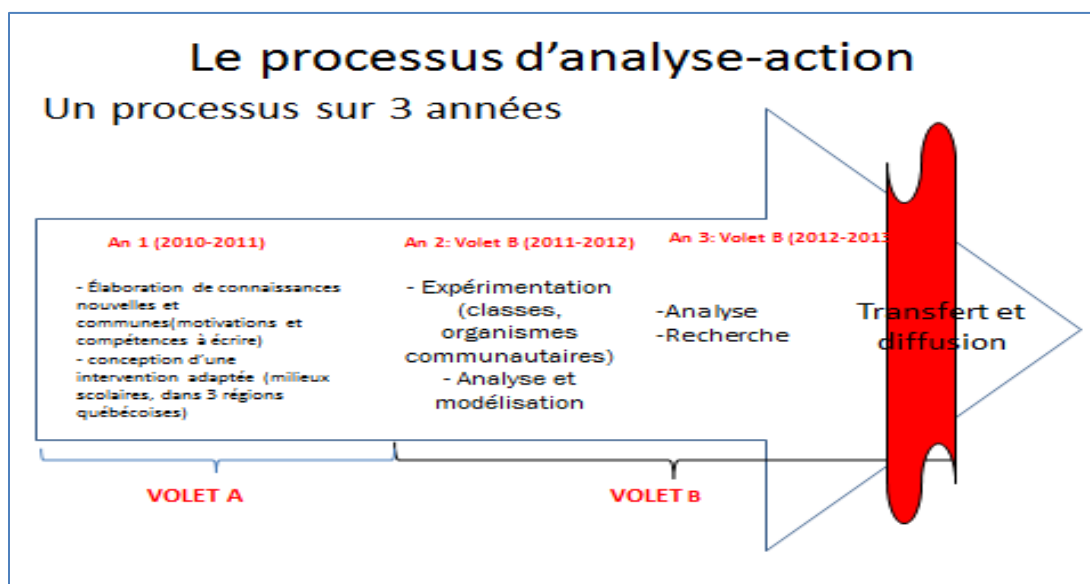 Le processus d'analyse-action
Un processus sur 3 années
An 1 (2010-2011)
- Élaboration de connaissances
nouvelles et
communes(motivations et
compétences à écrire)
- conception d'une
intervention adaptée (milieux
scolaires, dans 3 régions
québécoises)
An 2: Volet B (2011-2012)
- Expérimentation
(classes,
organismes
communautaires)
- Analyse et
modélisation
An 3: Volet B (2012-2013
-Analyse
-Recherche
Transfert et
diffusion
VOLET A
VOLET B